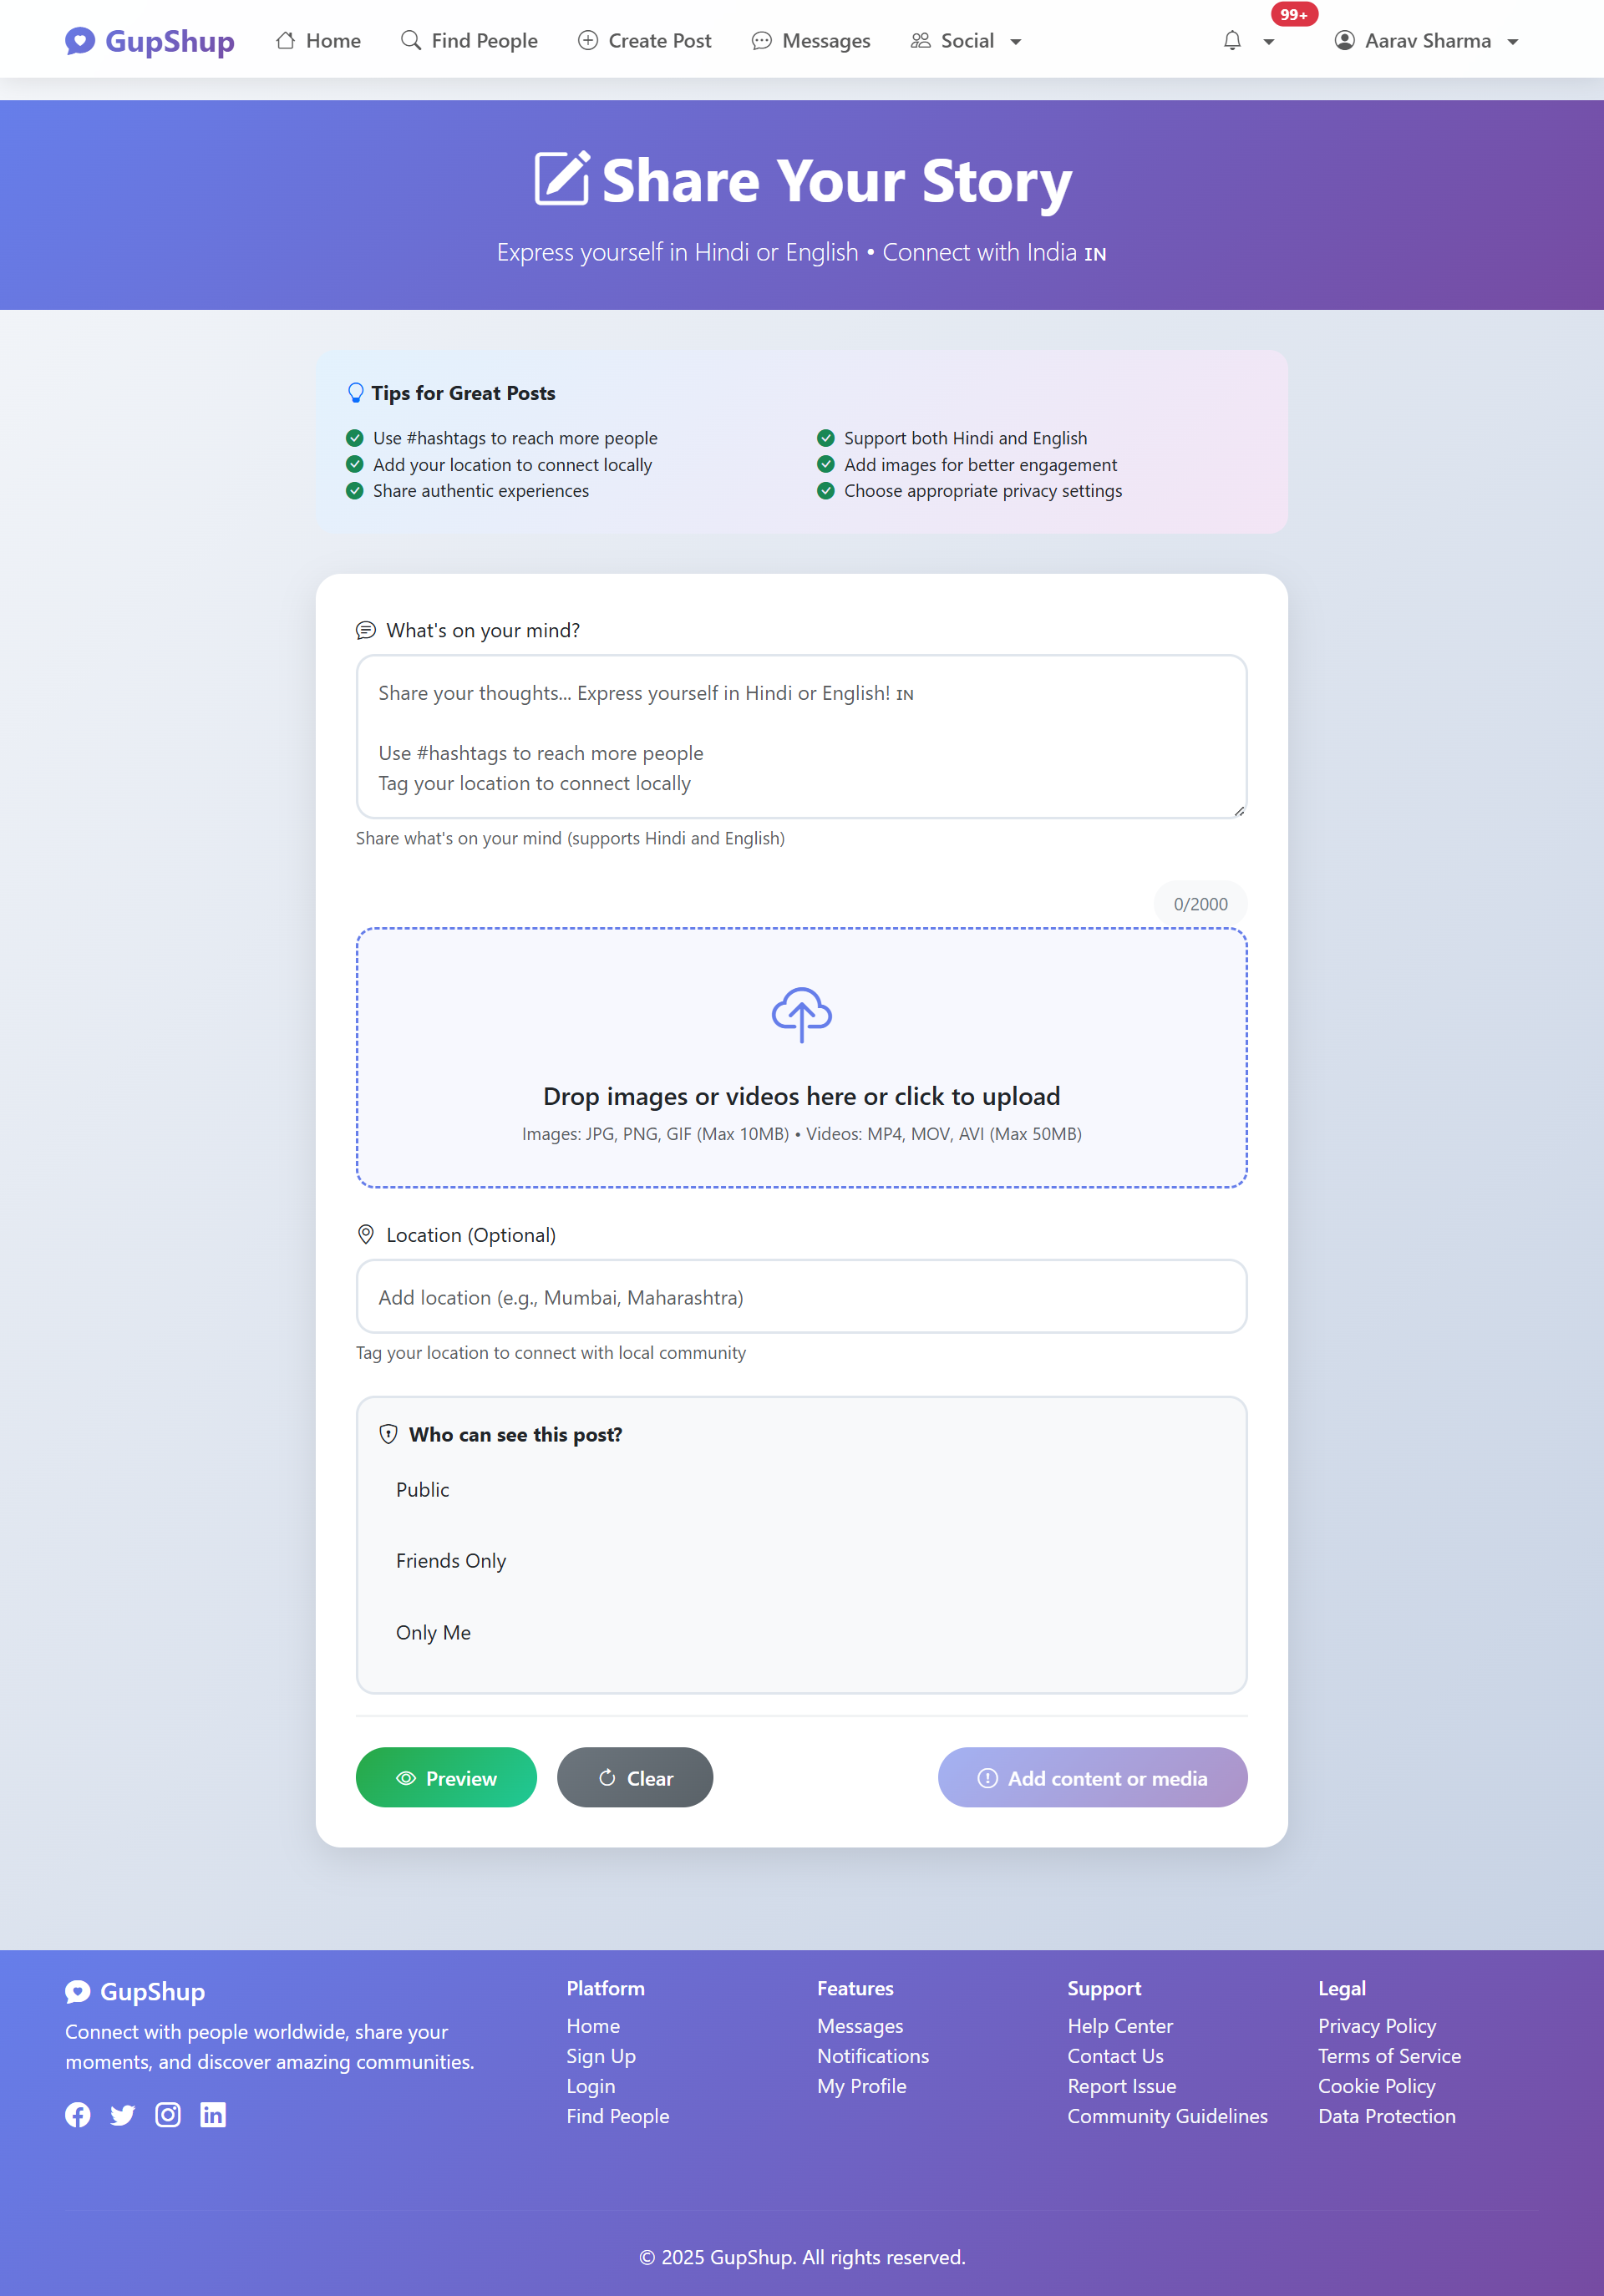 GupShup
Home
Find People
Create Post
Messages
Social
99+
Aarav Sharma
Share Your Story
Express yourself in Hindi or English • Connect with India IN
Tips for Great Posts
Use #hashtags to reach more people
Add your location to connect locally
Share authentic experiences
Support both Hindi and English
Add images for better engagement
Choose appropriate privacy settings
What's on your mind?
Share your thoughts... Express yourself in Hindi or English! IN
Use #hashtags to reach more people
Tag your location to connect locally
Share what's on your mind (supports Hindi and English)
0/2000
Drop images or videos here or click to upload
Images: JPG, PNG, GIF (Max 10MB) • Videos: MP4, MOV, AVI (Max 50MB)
Location (Optional)
Add location (e.g., Mumbai, Maharashtra)
Tag your location to connect with local community
Who can see this post?
Public
Friends Only
Only Me
Preview
Clear
Add content or media
GupShup
Connect with people worldwide, share your
moments, and discover amazing communities.
Platform
Home
Sign Up
Login
Find People
Features
Messages
Notifications
My Profile
Support
Help Center
Contact Us
Report Issue
Community Guidelines
Legal
Privacy Policy
Terms of Service
Cookie Policy
Data Protection
© 2025 GupShup. All rights reserved.